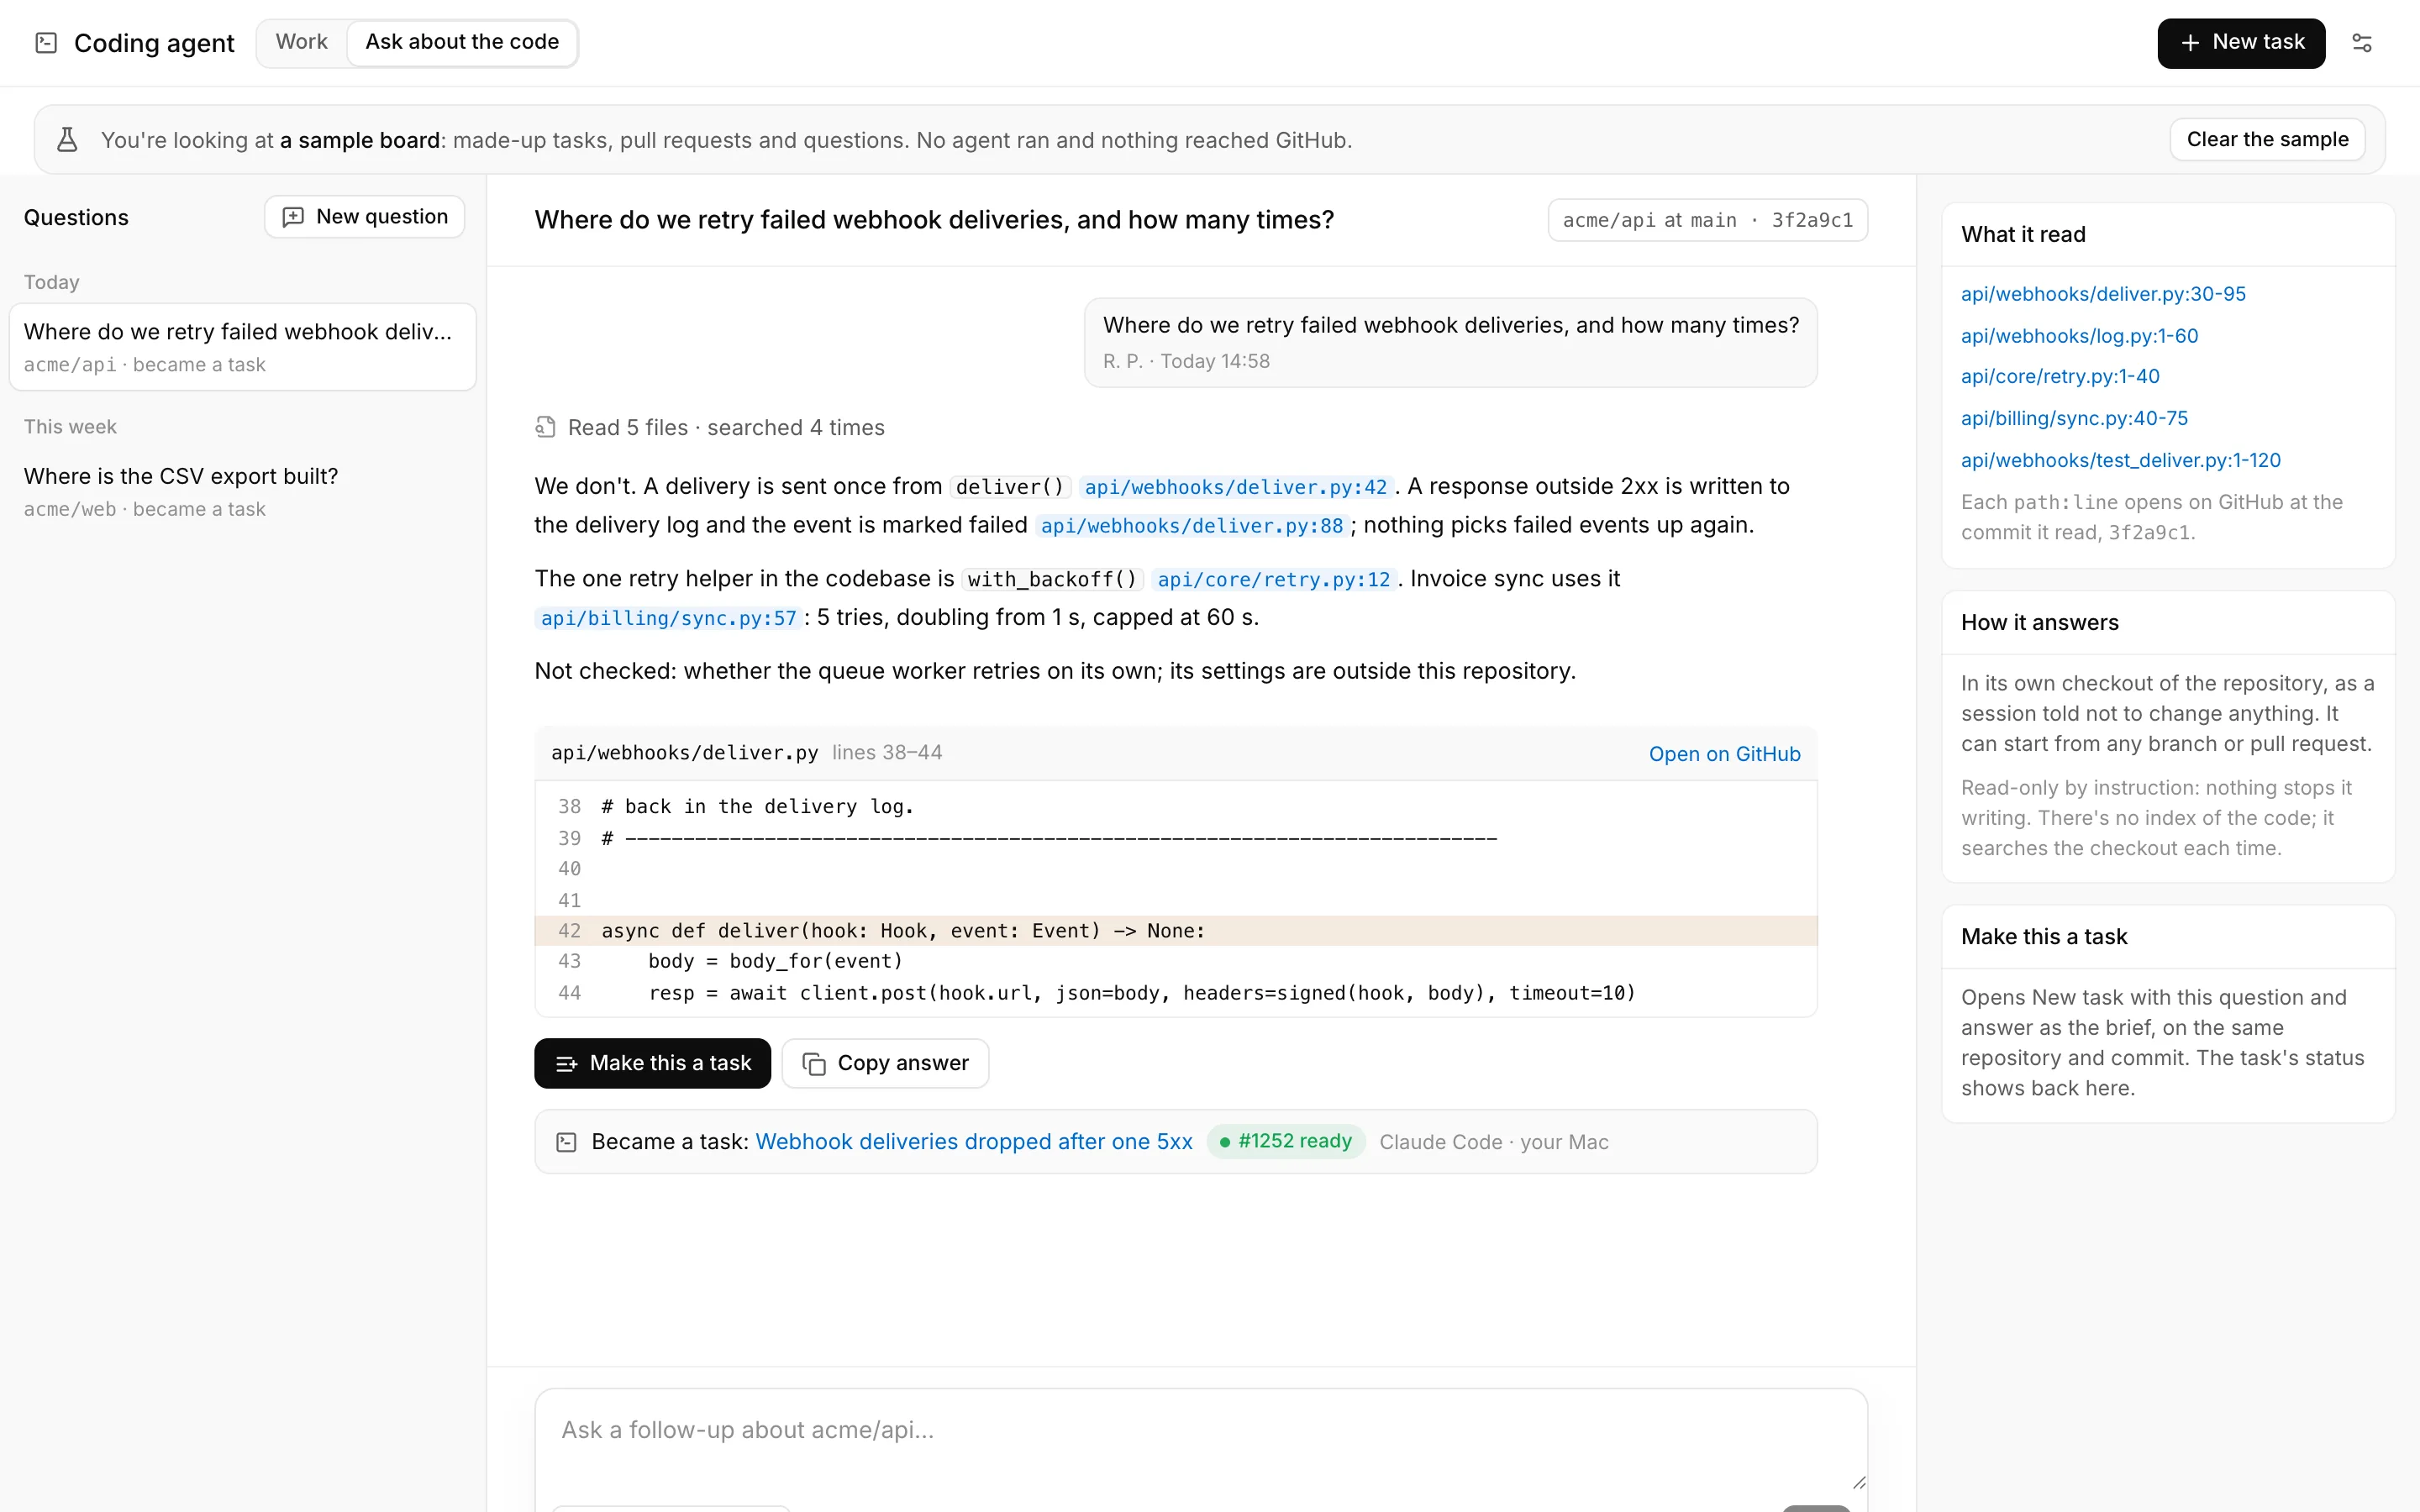 Coding agent
Work
Ask about the code
New task
You're looking at a sample board: made-up tasks, pull requests and questions. No agent ran and nothing reached GitHub.
Clear the sample
Questions
New question
Today
Where do we retry failed webhook deliv...
acme/api · became a task
This week
Where is the CSV export built?
acme/web · became a task
Where do we retry failed webhook deliveries, and how many times?
acme/api at main · 3f2a9c1
Where do we retry failed webhook deliveries, and how many times?
R. P. · Today 14:58
Read 5 files · searched 4 times
We don't. A delivery is sent once from deliver() api/webhooks/deliver.py:42. A response outside 2xx is written to
the delivery log and the event is marked failed api/webhooks/deliver.py:88; nothing picks failed events up again.
The one retry helper in the codebase is with_backoff() api/core/retry.py:12. Invoice sync uses it
api/billing/sync.py:57: 5 tries, doubling from 1 s, capped at 60 s.
Not checked: whether the queue worker retries on its own; its settings are outside this repository.
api/webhooks/deliver.py lines 38–44
Open on GitHub
38 # back in the delivery log.
39 # ---------------------------------------------------------------------------
40
41
42 async def deliver(hook: Hook, event: Event) -> None:
43     body = body_for(event)
44     resp = await client.post(hook.url, json=body, headers=signed(hook, body), timeout=10)
Make this a task
Copy answer
Became a task: Webhook deliveries dropped after one 5xx #1252 ready Claude Code · your Mac
Ask a follow-up about acme/api...
What it read
api/webhooks/deliver.py:30-95
api/webhooks/log.py:1-60
api/core/retry.py:1-40
api/billing/sync.py:40-75
api/webhooks/test_deliver.py:1-120
Each path:line opens on GitHub at the
commit it read, 3f2a9c1.
How it answers
In its own checkout of the repository, as a
session told not to change anything. It
can start from any branch or pull request.
Read-only by instruction: nothing stops it
writing. There's no index of the code; it
searches the checkout each time.
Make this a task
Opens New task with this question and
answer as the brief, on the same
repository and commit. The task's status
shows back here.